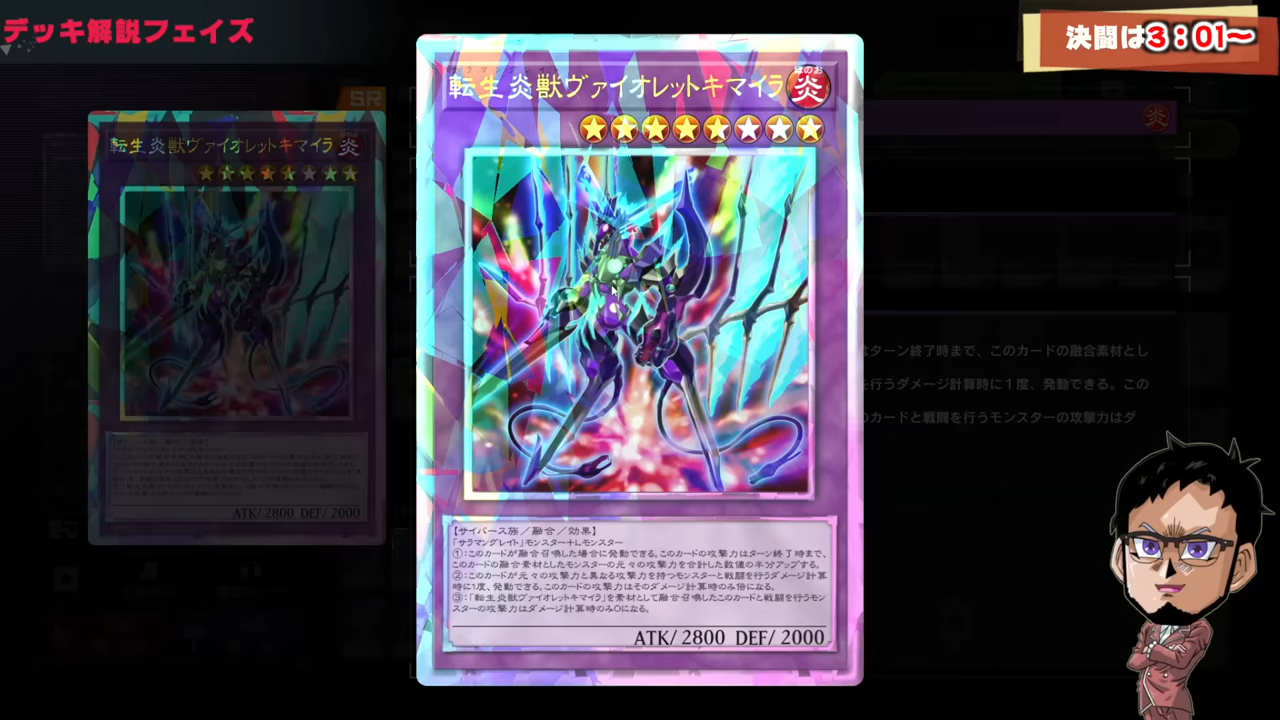 デッキ解説フェイズ
決闘は3:01〜
SR
転生炎獣ヴァイオレットキマイラ
炎
ATK/2800 DEF/2000
サラマングレイト
転生炎獣ヴァイオレットキマイラ
ほのお
炎
【サイバース族/融合/効果】
「サラマングレイト」モンスター+Lモンスター
①:このカードが融合召喚した場合に発動できる。このカードの攻撃力はターン終了時まで、
このカードの融合素材としたモンスターの元々の攻撃力を合計した数値の半分アップする。
②:このカードが元々の攻撃力と異なる攻撃力を持つモンスターと戦闘を行うダメージ計算
時に1度、発動できる。このカードの攻撃力はそのダメージ計算時のみ倍になる。
③:「転生炎獣ヴァイオレットキマイラ」を素材として融合召喚したこのカードと戦闘を行うモン
スターの攻撃力はダメージ計算時のみ0になる。
ATK/2800 DEF/2000
炎
はターン終了時まで、このカードの融合素材とし
を行うダメージ計算時に1度、発動できる。この
のカードと戦闘を行うモンスターの攻撃力はダ